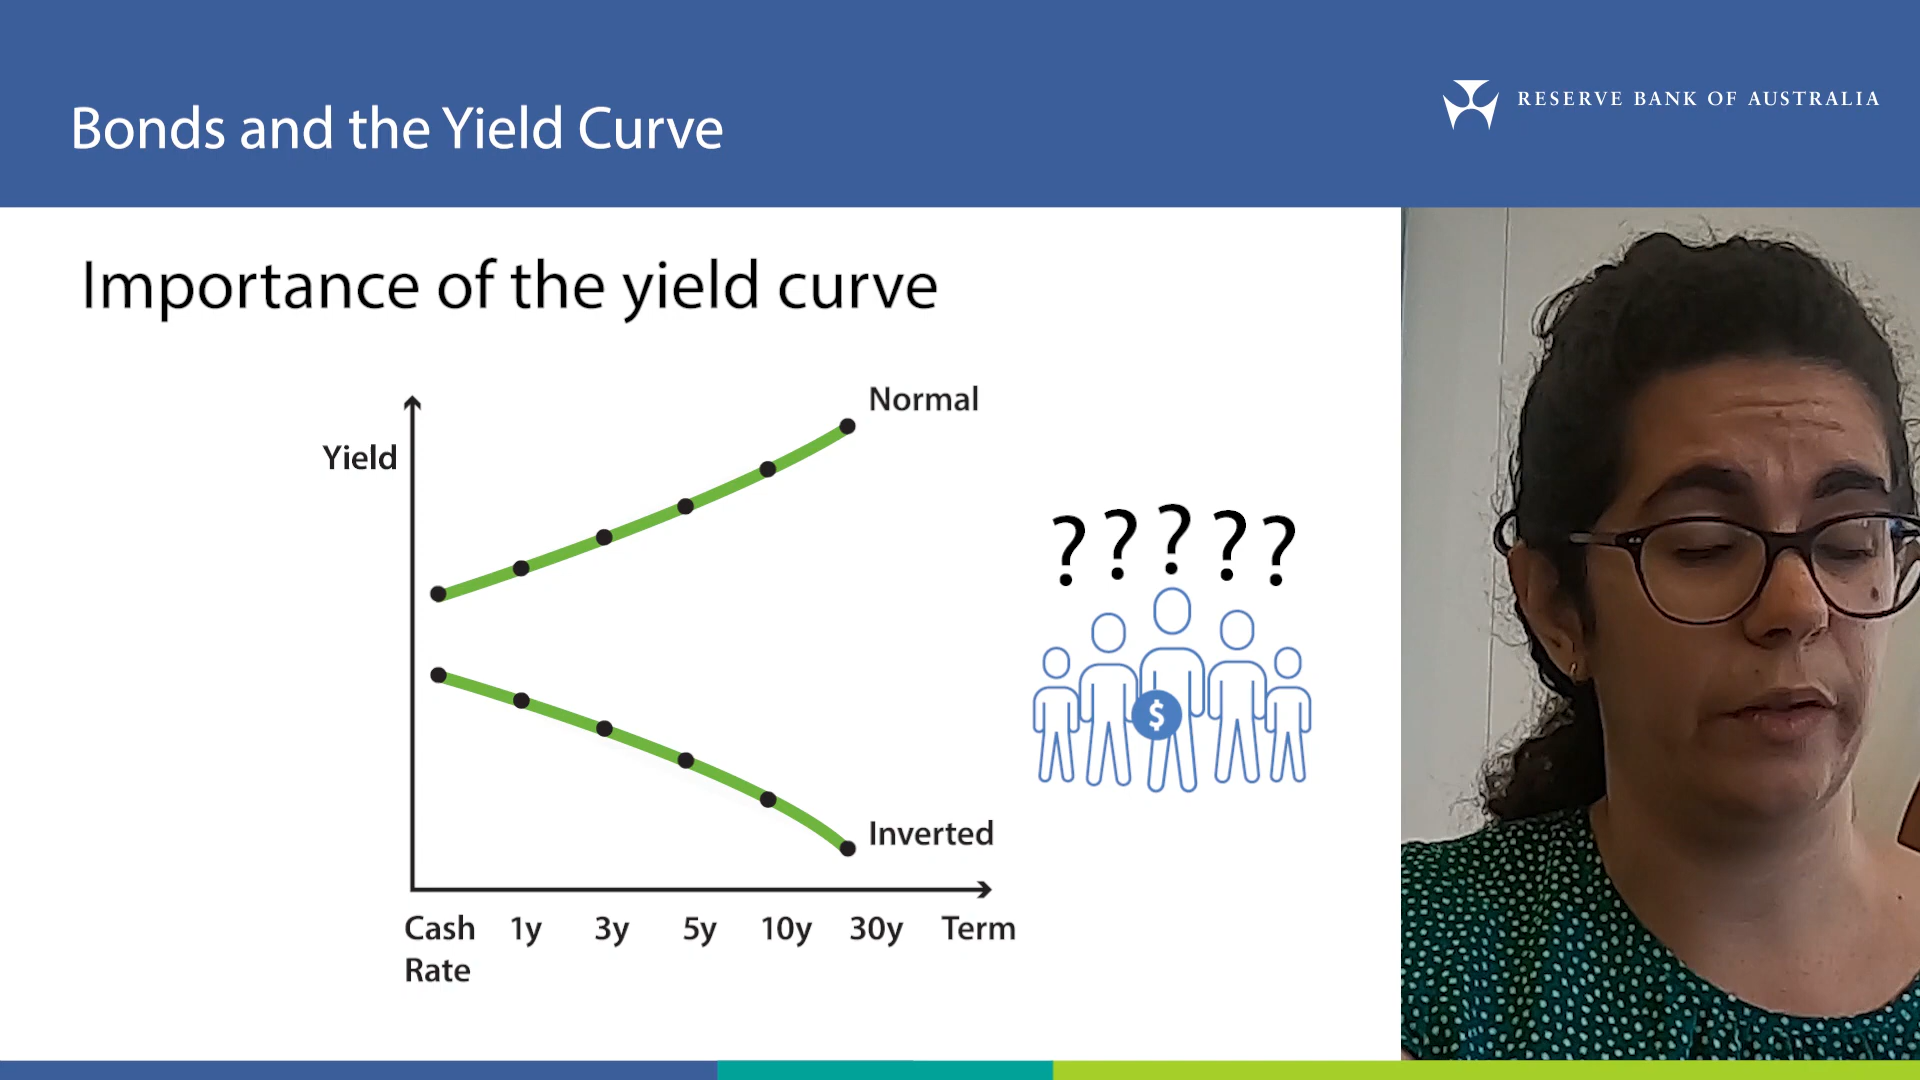 Bonds and the Yield Curve
RESERVE BANK OF AUSTRALIA
Importance of the yield curve
Normal
Yield
? ? ? ? ?
$
Inverted
Cash Rate 1y 3y 5y 10y 30y Term